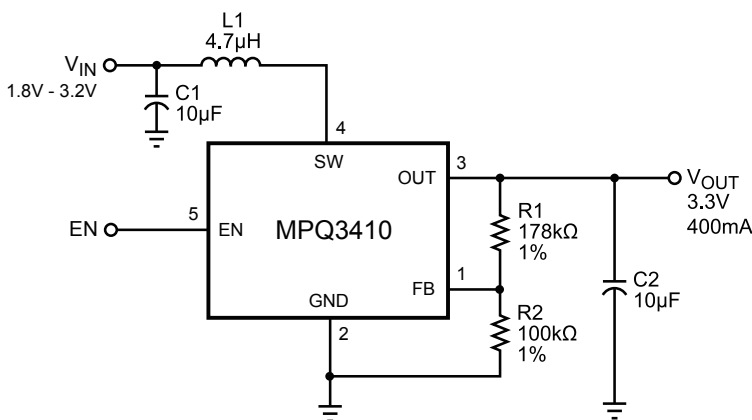 L1
4.7µH
VIN
1.8V - 3.2V
C1
10µF
4
SW
3
OUT
VOUT
3.3V
400mA
R1
178kΩ
1%
EN
5
EN
MPQ3410
1
FB
C2
10µF
GND
2
R2
100kΩ
1%